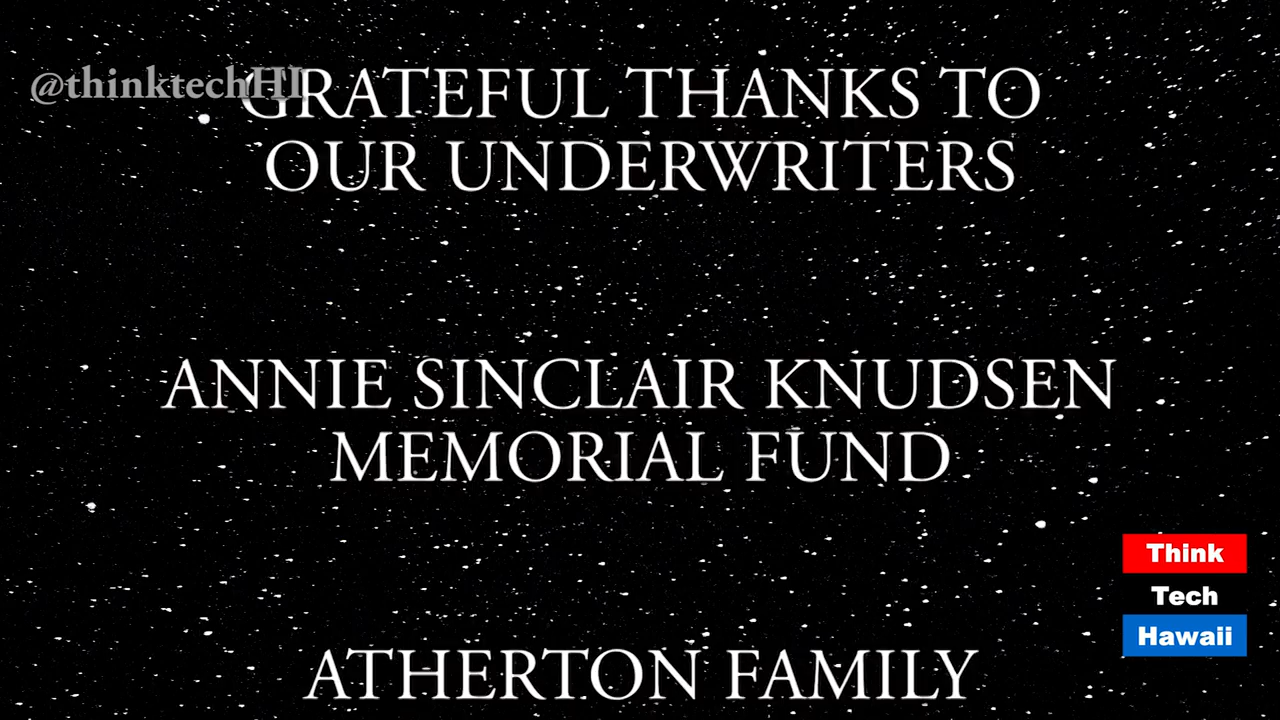 @thinktechHI
GRATEFUL THANKS TO
OUR UNDERWRITERS
ANNIE SINCLAIR KNUDSEN
MEMORIAL FUND
ATHERTON FAMILY
Think
Tech
Hawaii